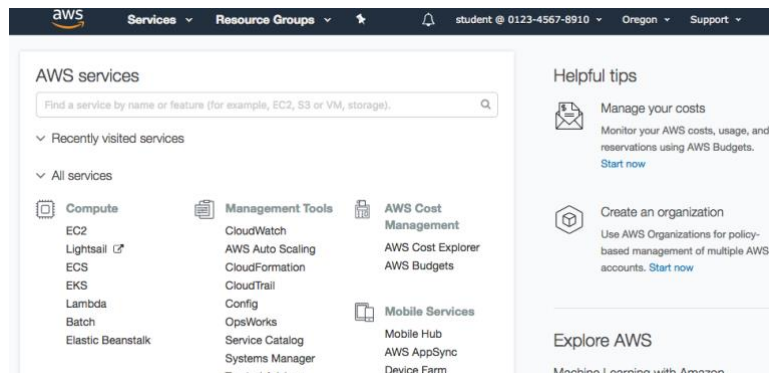 aws Services Resource Groups student @ 0123-4567-8910 Oregon Support
AWS services
Find a service by name or feature (for example, EC2, S3 or VM, storage).
Recently visited services
All services
Compute
EC2
Lightsail
ECS
EKS
Lambda
Batch
Elastic Beanstalk
Management Tools
CloudWatch
AWS Auto Scaling
CloudFormation
CloudTrail
Config
OpsWorks
Service Catalog
Systems Manager
AWS Cost
Management
AWS Cost Explorer
AWS Budgets
Mobile Services
Mobile Hub
AWS AppSync
Device Farm
Helpful tips
Manage your costs
Monitor your AWS costs, usage, and
reservations using AWS Budgets.
Start now
Create an organization
Use AWS Organizations for policy-
based management of multiple AWS
accounts. Start now
Explore AWS
Machine Learning with Amazon